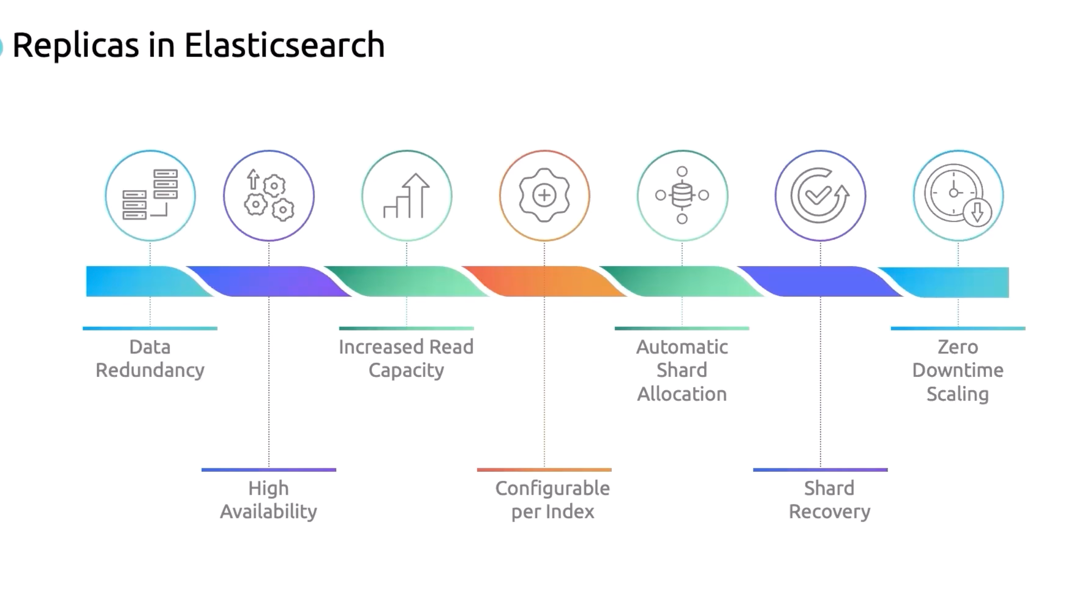 Replicas in Elasticsearch
Data
Redundancy
High
Availability
Increased Read
Capacity
Configurable
per Index
Automatic
Shard
Allocation
Shard
Recovery
Zero
Downtime
Scaling